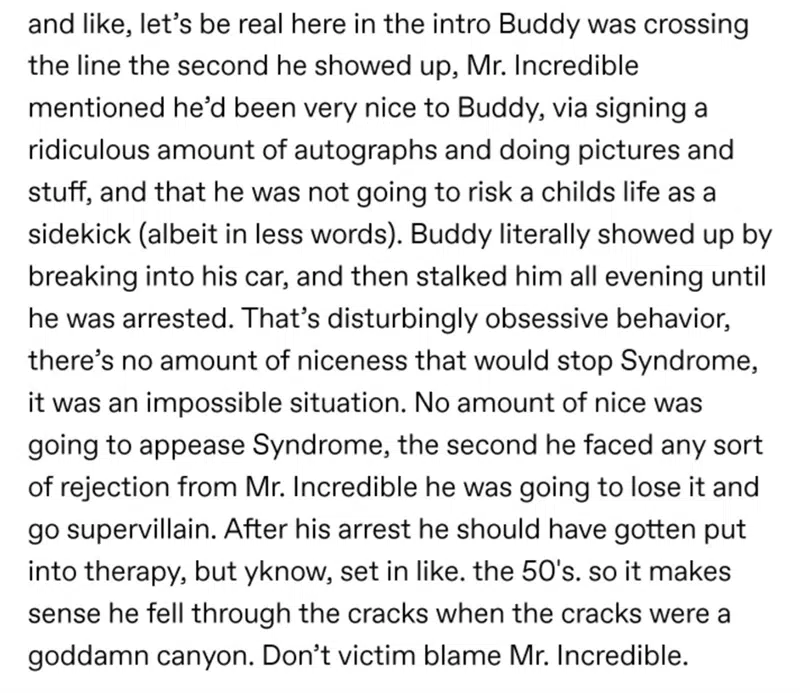 and like, let’s be real here in the intro Buddy was crossing
the line the second he showed up, Mr. Incredible
mentioned he’d been very nice to Buddy, via signing a
ridiculous amount of autographs and doing pictures and
stuff, and that he was not going to risk a childs life as a
sidekick (albeit in less words). Buddy literally showed up by
breaking into his car, and then stalked him all evening until
he was arrested. That’s disturbingly obsessive behavior,
there’s no amount of niceness that would stop Syndrome,
it was an impossible situation. No amount of nice was
going to appease Syndrome, the second he faced any sort
of rejection from Mr. Incredible he was going to lose it and
go supervillain. After his arrest he should have gotten put
into therapy, but yknow, set in like. the 50's. so it makes
sense he fell through the cracks when the cracks were a
goddamn canyon. Don’t victim blame Mr. Incredible.